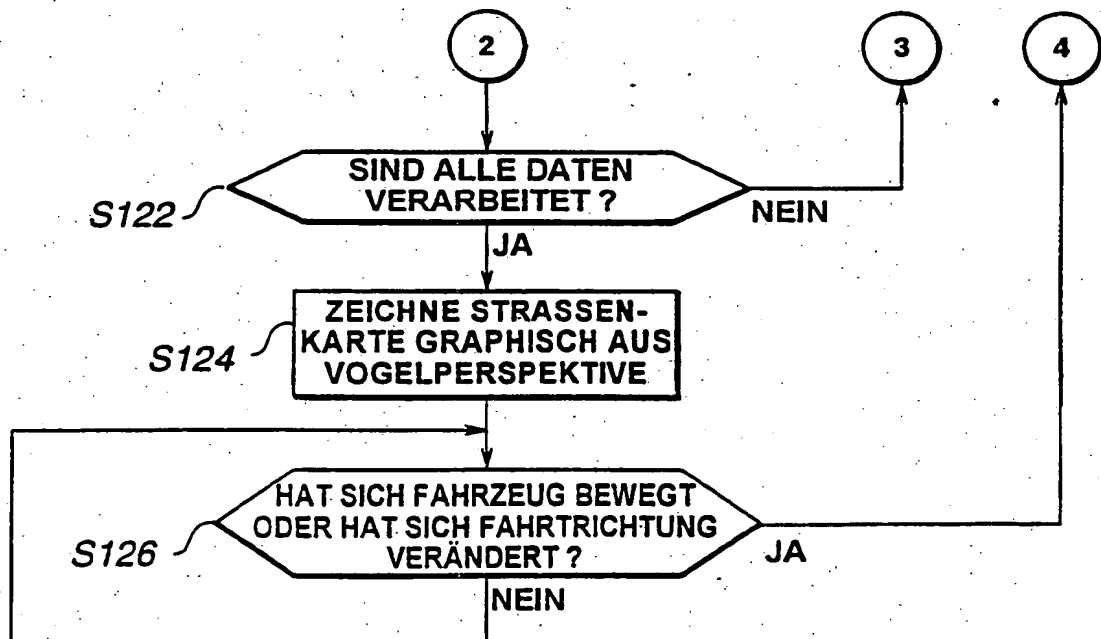 2
3
4
SIND ALLE DATEN
VERARBEITET ?
S122
NEIN
JA
ZEICHNE STRASSEN-
KARTE GRAPHISCH AUS
VOGELPERSPEKTIVE
S124
HAT SICH FAHRZEUG BEWEGT
ODER HAT SICH FAHRTRICHTUNG
VERÄNDERT ?
S126
JA
NEIN